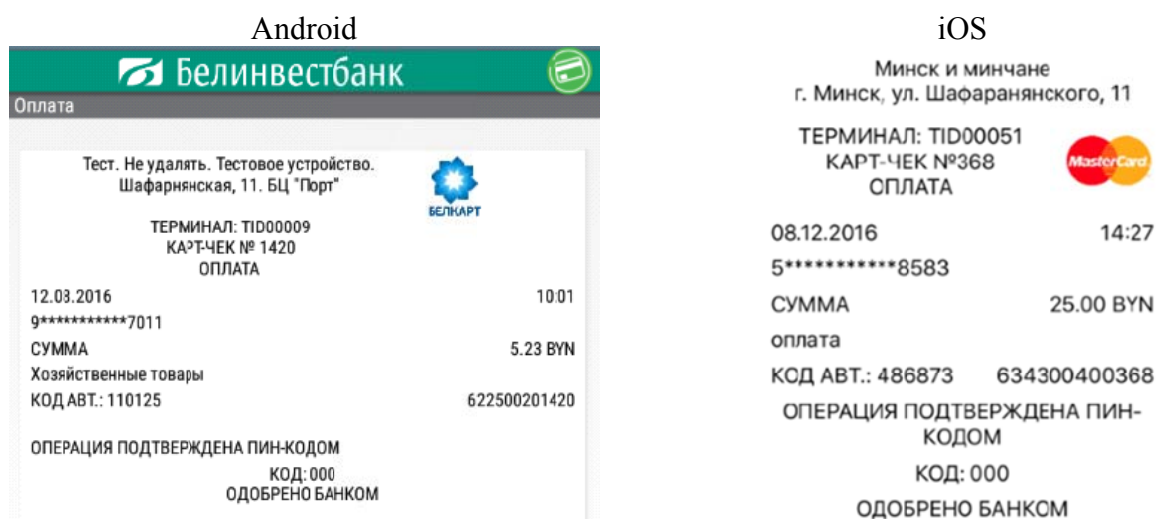 Android
Белинвестбанк
Оплата
Тест. Не удалять. Тестовое устройство.
Шафарнянская, 11. БЦ "Порт"
БЕЛКАРТ
ТЕРМИНАЛ: TID00009
КАРТ-ЧЕК № 1420
ОПЛАТА
12.08.2016 10:01
9***********7011
СУММА 5.23 BYN
Хозяйственные товары
КОД АВТ.: 110125 622500201420
ОПЕРАЦИЯ ПОДТВЕРЖДЕНА ПИН-КОДОМ
КОД: 000
ОДОБРЕНО БАНКОМ
iOS
Минск и минчане
г. Минск, ул. Шафаранянского, 11
ТЕРМИНАЛ: TID00051
КАРТ-ЧЕК №368
ОПЛАТА
MasterCard
08.12.2016 14:27
5***********8583
СУММА 25.00 BYN
оплата
КОД АВТ.: 486873 634300400368
ОПЕРАЦИЯ ПОДТВЕРЖДЕНА ПИН-
КОДОМ
КОД: 000
ОДОБРЕНО БАНКОМ